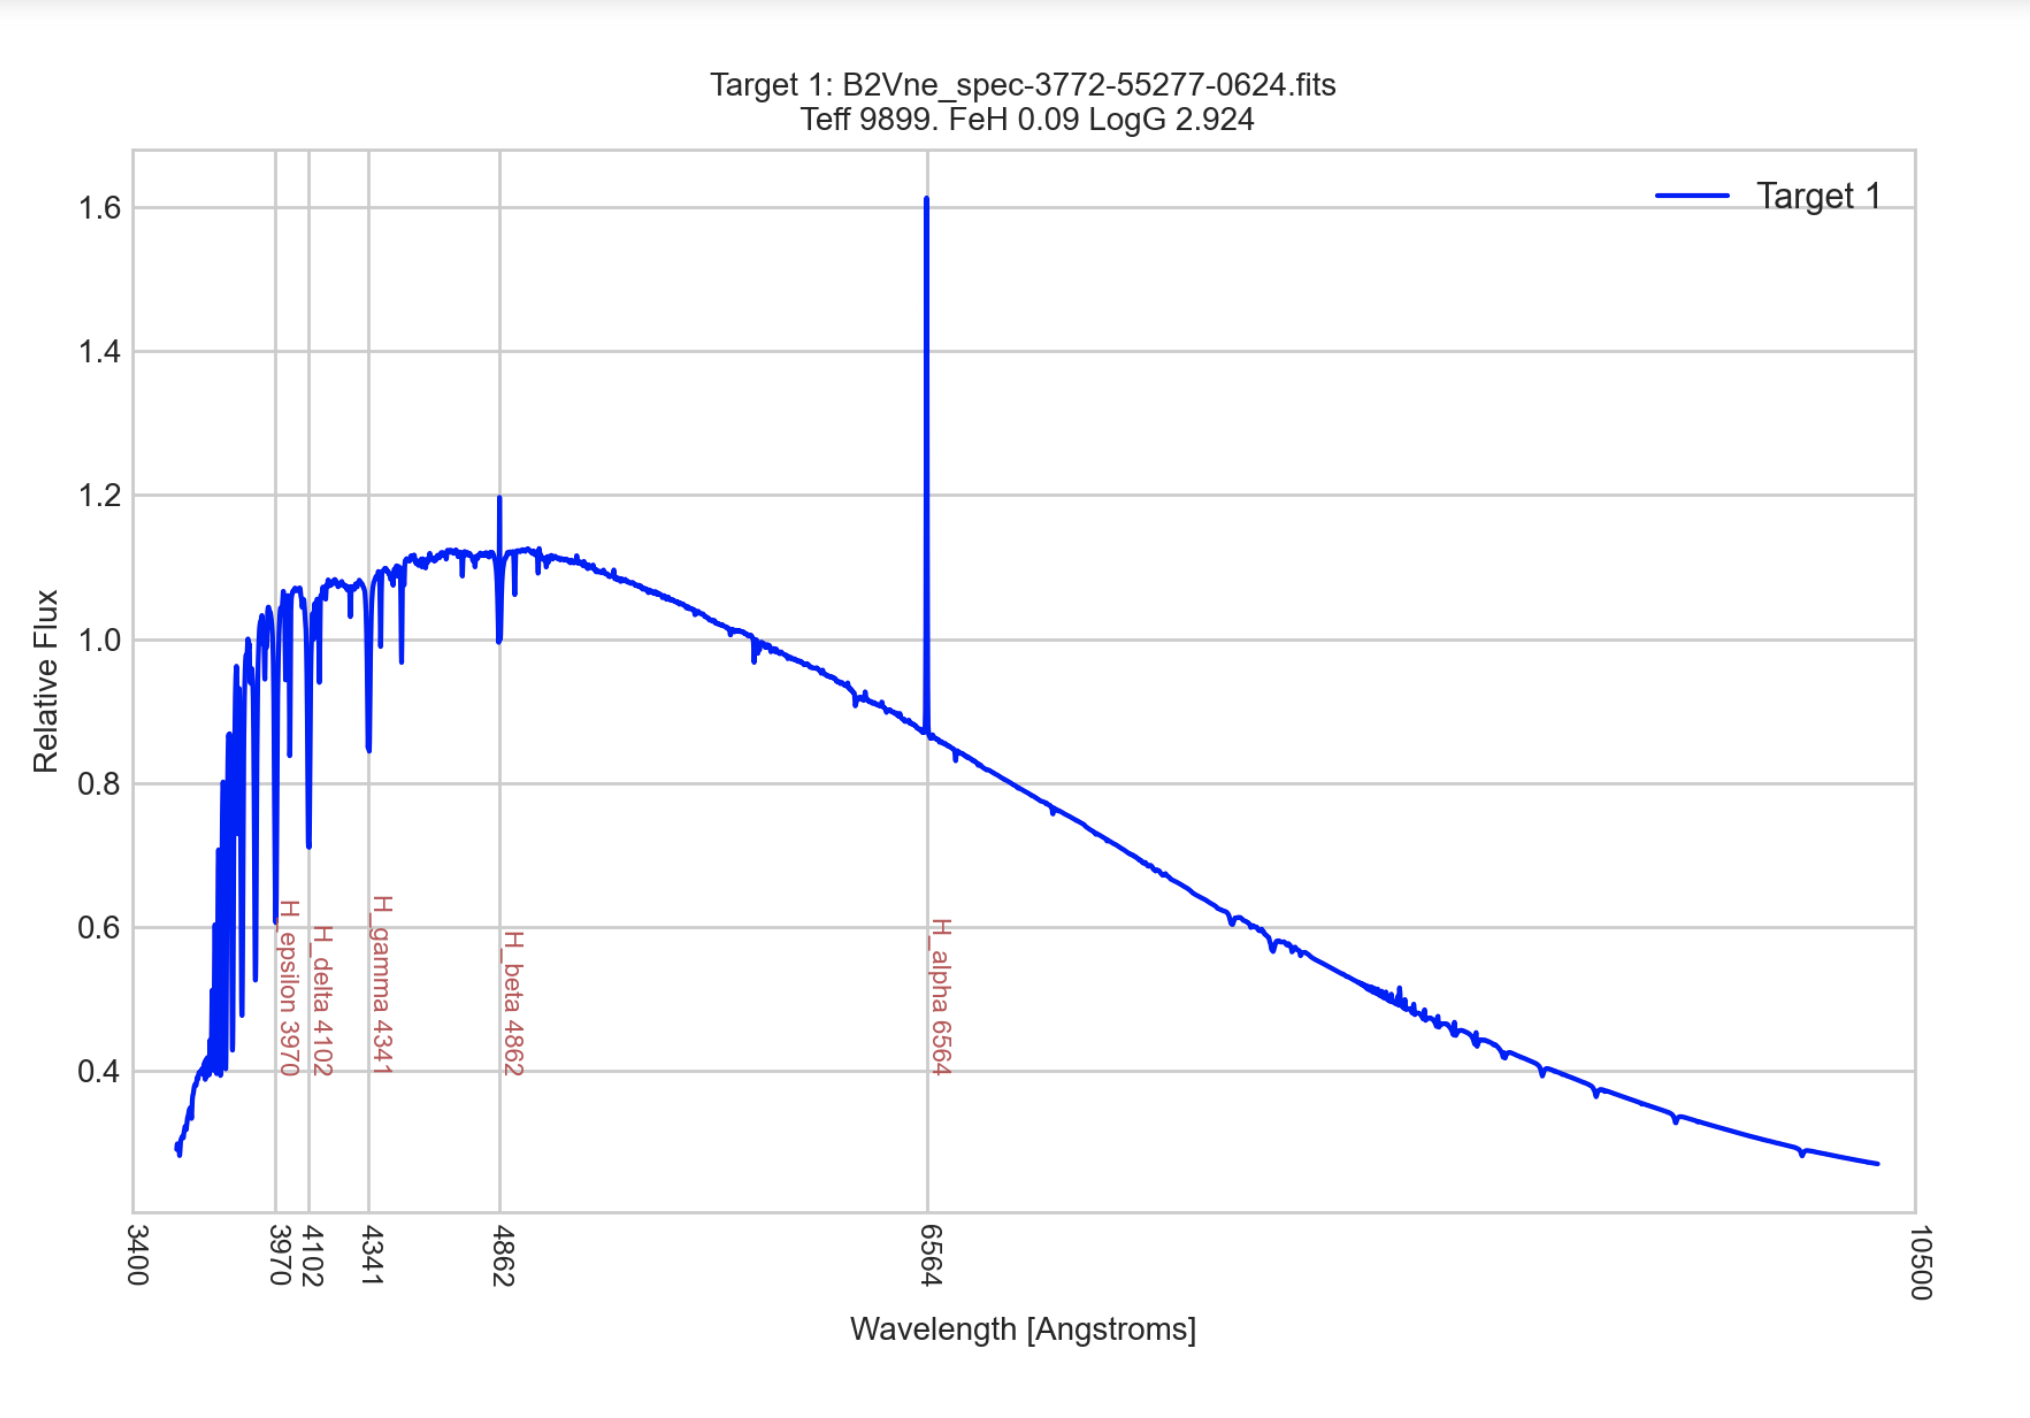 Target 1: B2Vne_spec-3772-55277-0624.fits
Teff 9899. FeH 0.09 LogG 2.924
Target 1
Relative Flux
1.6
1.4
1.2
1.0
0.8
0.6
0.4
H_epsilon 3970
H_delta 4102
H_gamma 4341
H_beta 4862
H_alpha 6564
3400
3970
4102
4341
4862
6564
10500
Wavelength [Angstroms]